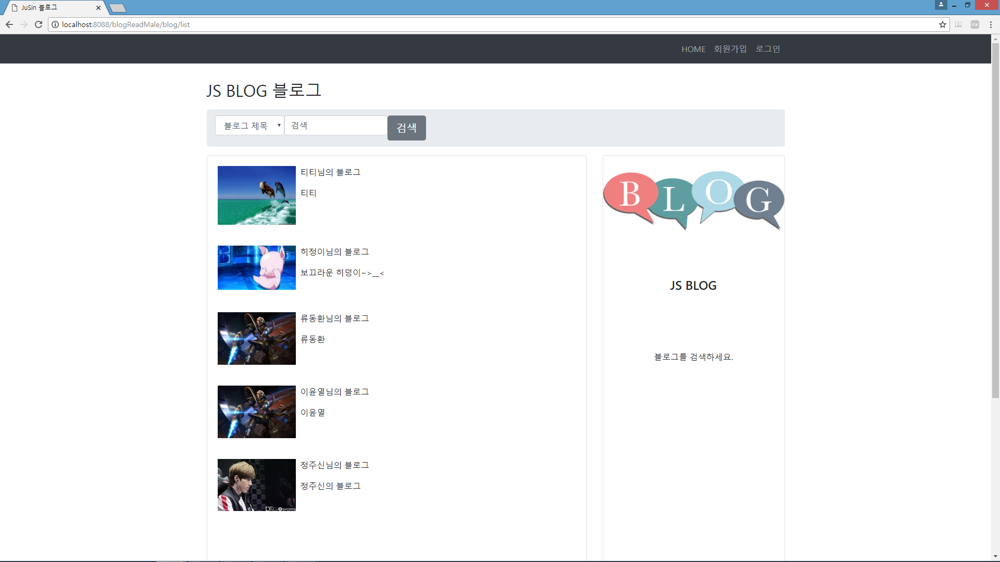 JuSin 블로그
localhost:8088/blogReadMale/blog/list
HOME 회원가입 로그인
JS BLOG 블로그
블로그 제목 검색 검색
티티님의 블로그
티티
BLOG
히정이님의 블로그
보끄라운 히덩이~>__<
JS BLOG
류동환님의 블로그
류동환
블로그를 검색하세요.
이윤열님의 블로그
이윤열
정주신님의 블로그
정주신의 블로그
DAILY eSPORTS